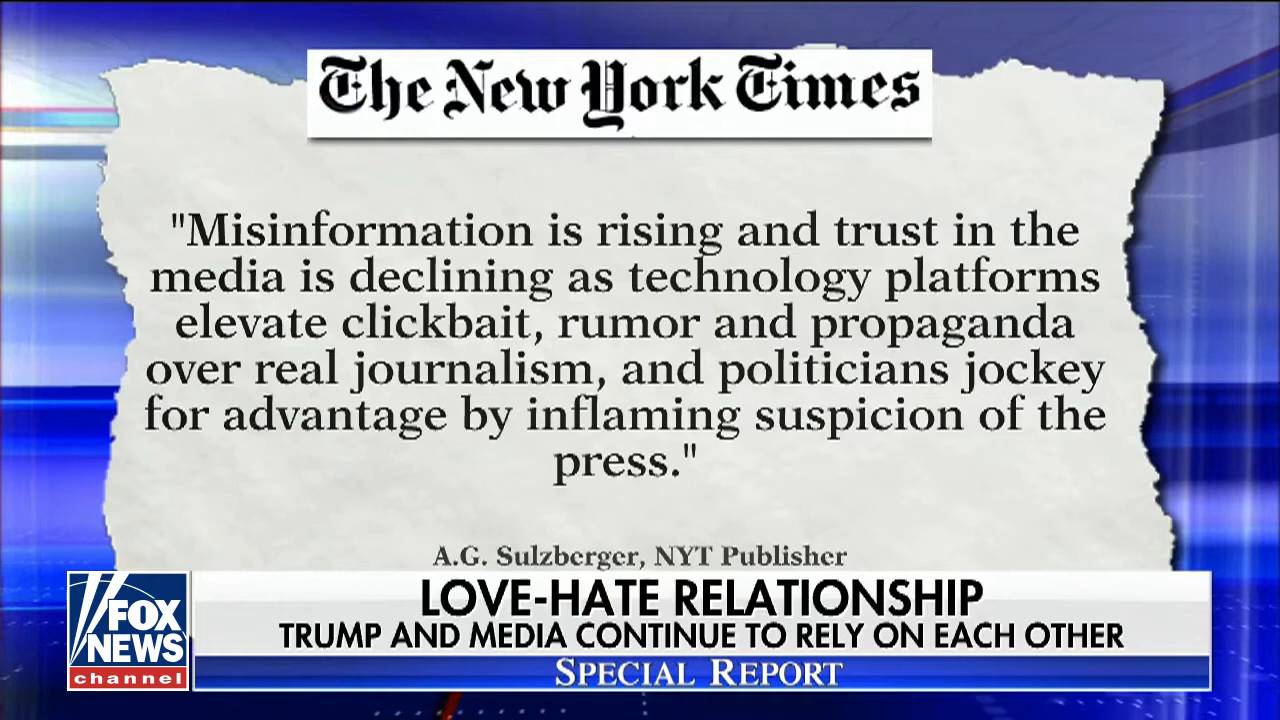 The New York Times
"Misinformation is rising and trust in the
media is declining as technology platforms
elevate clickbait, rumor and propaganda
over real journalism, and politicians jockey
for advantage by inflaming suspicion of the
press."
A.G. Sulzberger, NYT Publisher
LOVE-HATE RELATIONSHIP
TRUMP AND MEDIA CONTINUE TO RELY ON EACH OTHER
SPECIAL REPORT
FOX
NEWS
channel